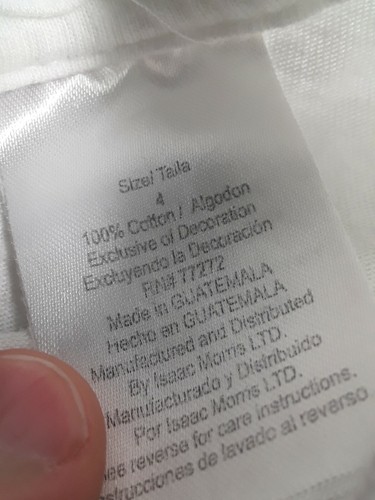 Size/ Talla
4
100% Cotton / Algodon
Exclusive of Decoration
Excluyendo la Decoración
RN# 77272
Made in GUATEMALA
Hecho en GUATEMALA
Manufactured and Distributed
By Isaac Morris LTD.
Manufacturado y Distribuido
Por Isaac Morris LTD.
ee reverse for care instructions.
strucciones de lavado al reverso